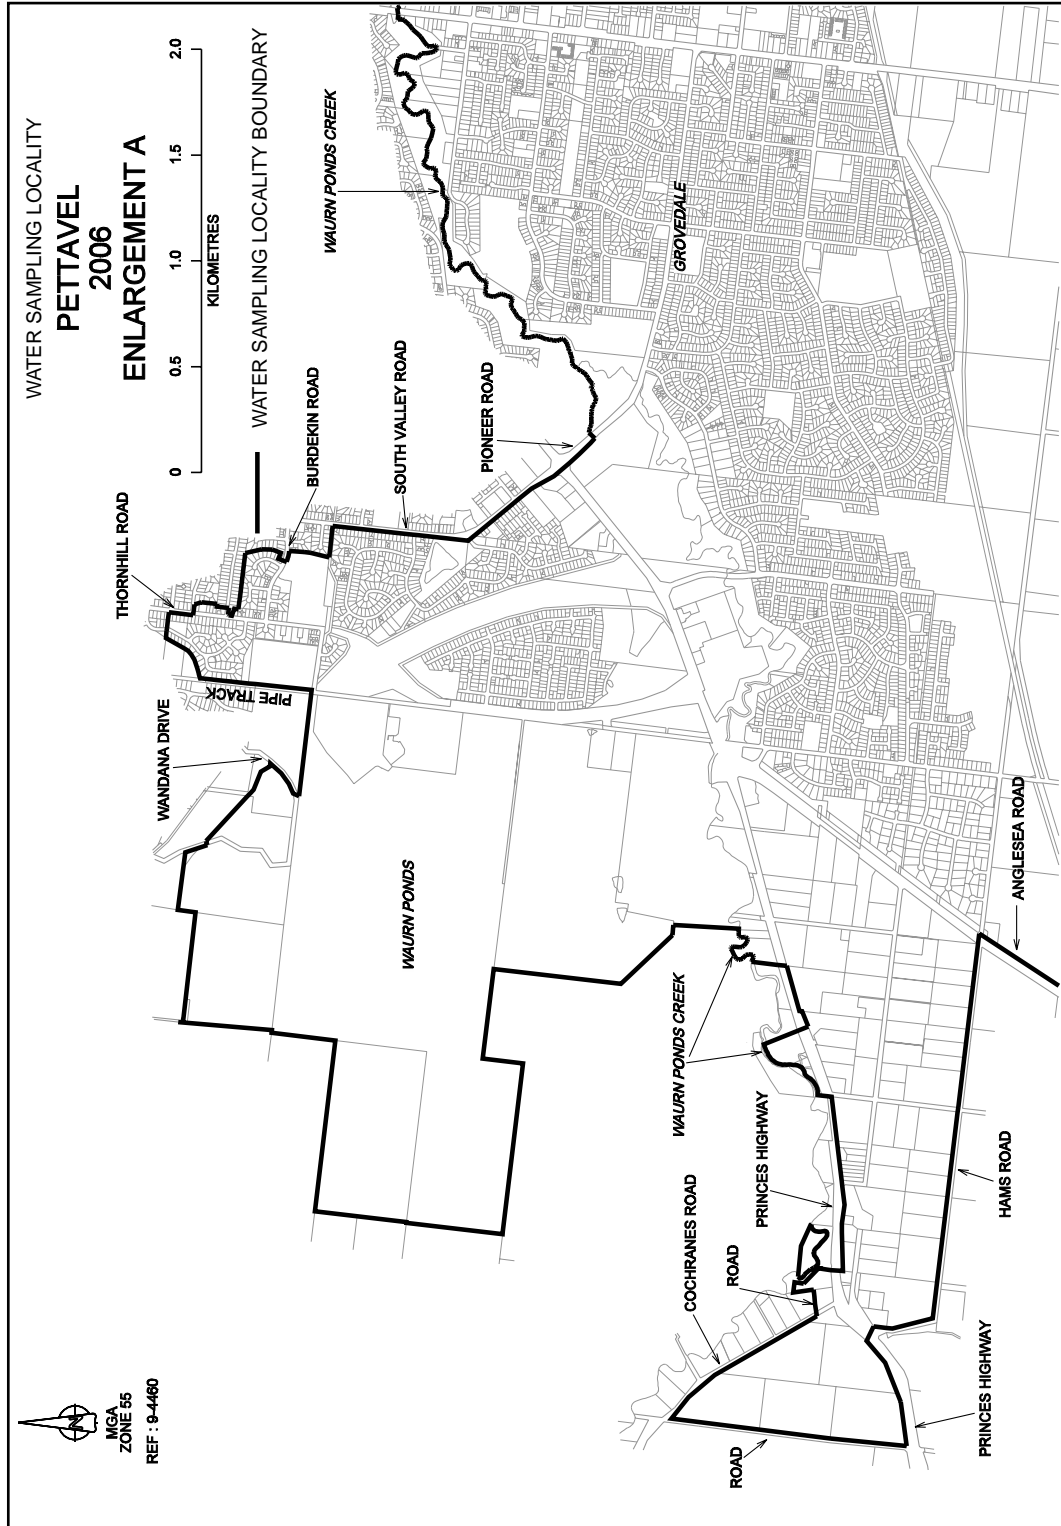 WATER SAMPLING LOCALITY
PETTAVEL
2006
ENLARGEMENT A
0
0.5
1.0
1.5
2.0
KILOMETRES
WATER SAMPLING LOCALITY BOUNDARY
MGA
ZONE 55
REF : 9-4460
N
THORNHILL ROAD
WANDANA DRIVE
PIPE TRACK
BURDEKIN ROAD
WAURN PONDS CREEK
SOUTH VALLEY ROAD
PIONEER ROAD
WAURN PONDS
GROVEDALE
WAURN PONDS CREEK
COCHRANES ROAD
ROAD
PRINCES HIGHWAY
ROAD
PRINCES HIGHWAY
HAMS ROAD
ANGLESEA ROAD